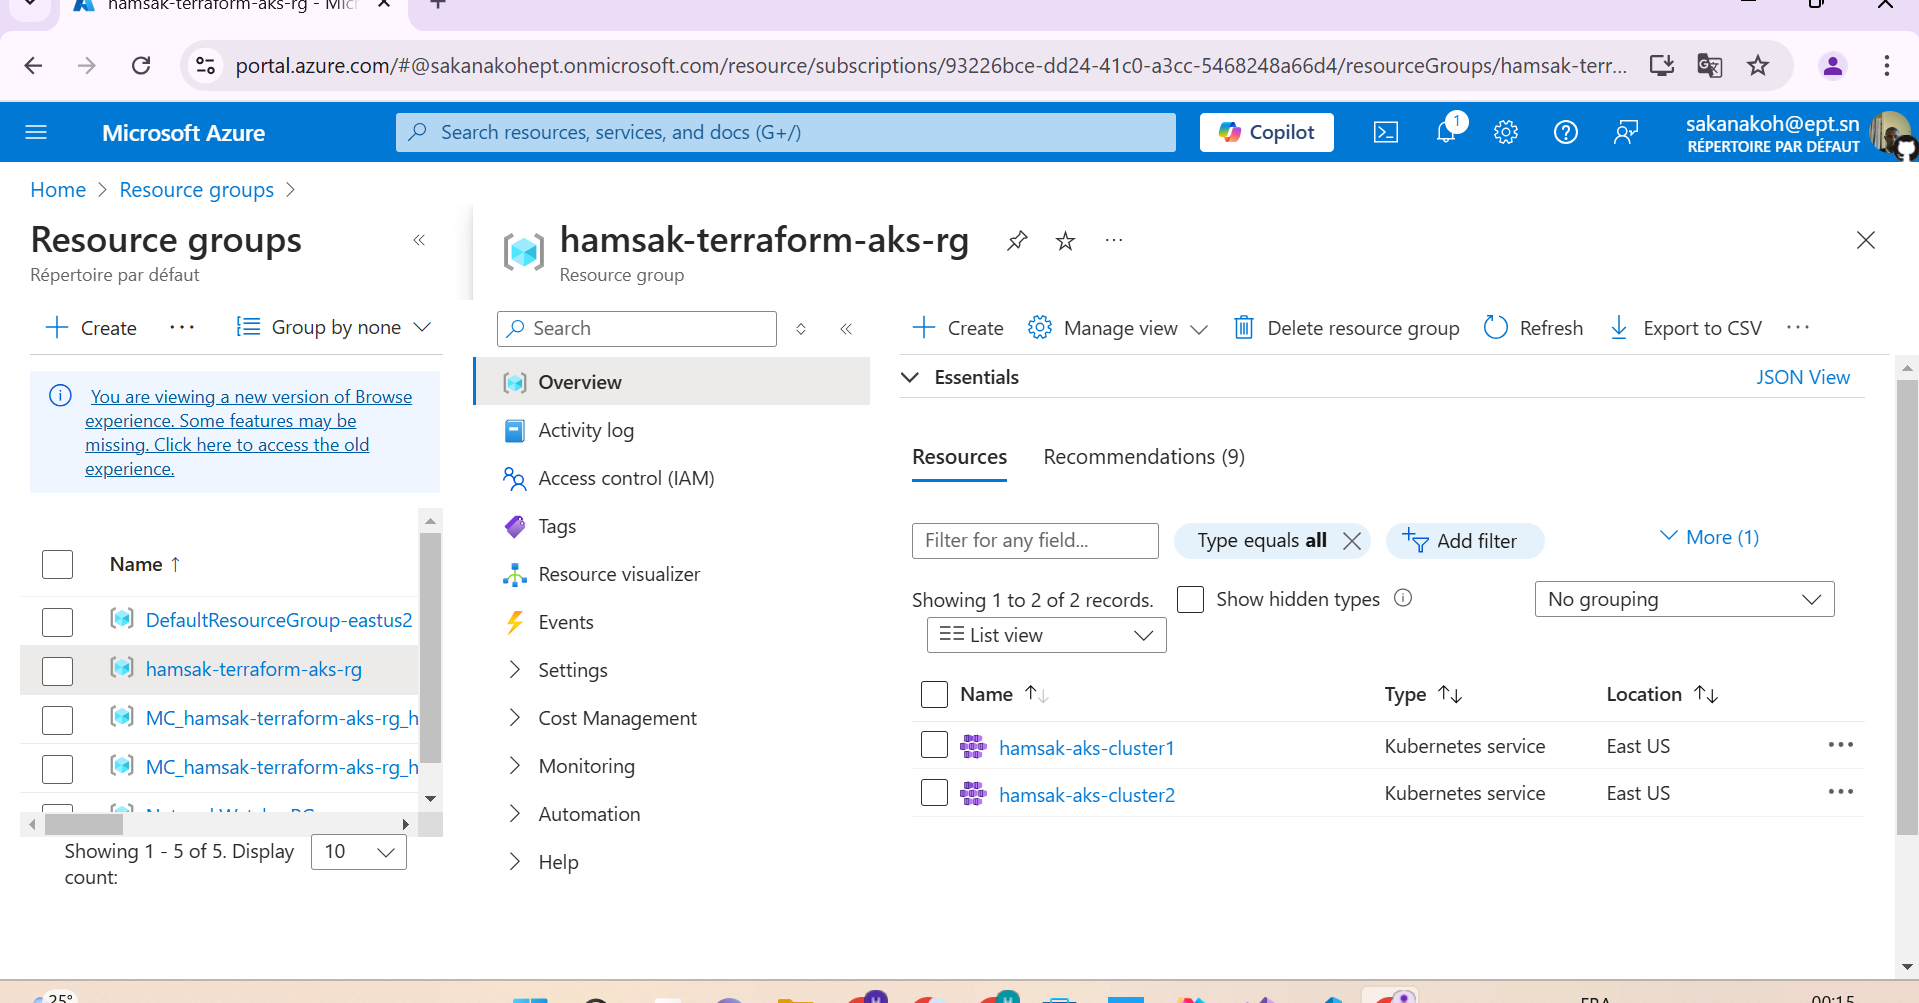 hamsak-terraform-aks-rg - Mic
portal.azure.com/#@sakanakohept.onmicrosoft.com/resource/subscriptions/93226bce-dd24-41c0-a3cc-5468248a66d4/resourceGroups/hamsak-terr...
Microsoft Azure
Search resources, services, and docs (G+/)
Copilot
1
sakanakoh@ept.sn
RÉPERTOIRE PAR DÉFAUT
Home > Resource groups >
Resource groups
Répertoire par défaut
Create
Group by none
You are viewing a new version of Browse
experience. Some features may be
missing. Click here to access the old
experience.
Name ↑
DefaultResourceGroup-eastus2
hamsak-terraform-aks-rg
MC_hamsak-terraform-aks-rg_h
MC_hamsak-terraform-aks-rg_h
Showing 1 - 5 of 5. Display
count:
10
hamsak-terraform-aks-rg
Resource group
Search
Overview
Activity log
Access control (IAM)
Tags
Resource visualizer
Events
Settings
Cost Management
Monitoring
Automation
Help
Create
Manage view
Delete resource group
Refresh
Export to CSV
Essentials
JSON View
Resources
Recommendations (9)
Filter for any field...
Type equals all
Add filter
More (1)
Showing 1 to 2 of 2 records.
Show hidden types
No grouping
List view
Name Type Location
hamsak-aks-cluster1 Kubernetes service East US
hamsak-aks-cluster2 Kubernetes service East US
25°
FRA
00:15